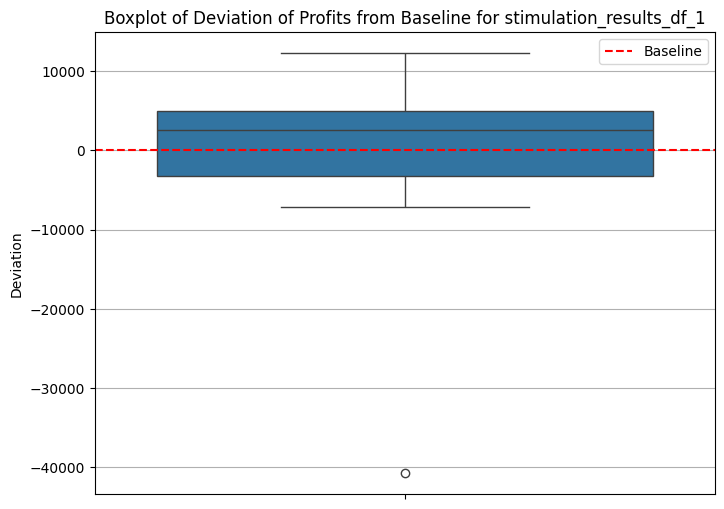 Boxplot of Deviation of Profits from Baseline for stimulation_results_df_1
Baseline
10000
0
−10000
−20000
−30000
−40000
Deviation